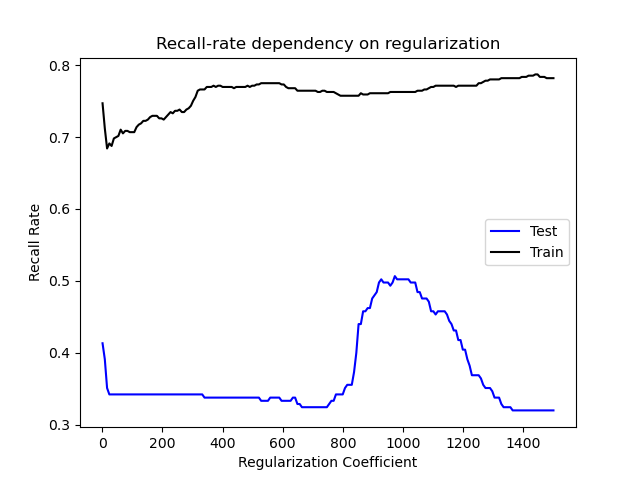 Recall-rate dependency on regularization
0.8
0.7
0.6
0.5
0.4
0.3
Recall Rate
Test
Train
0 200 400 600 800 1000 1200 1400
Regularization Coefficient